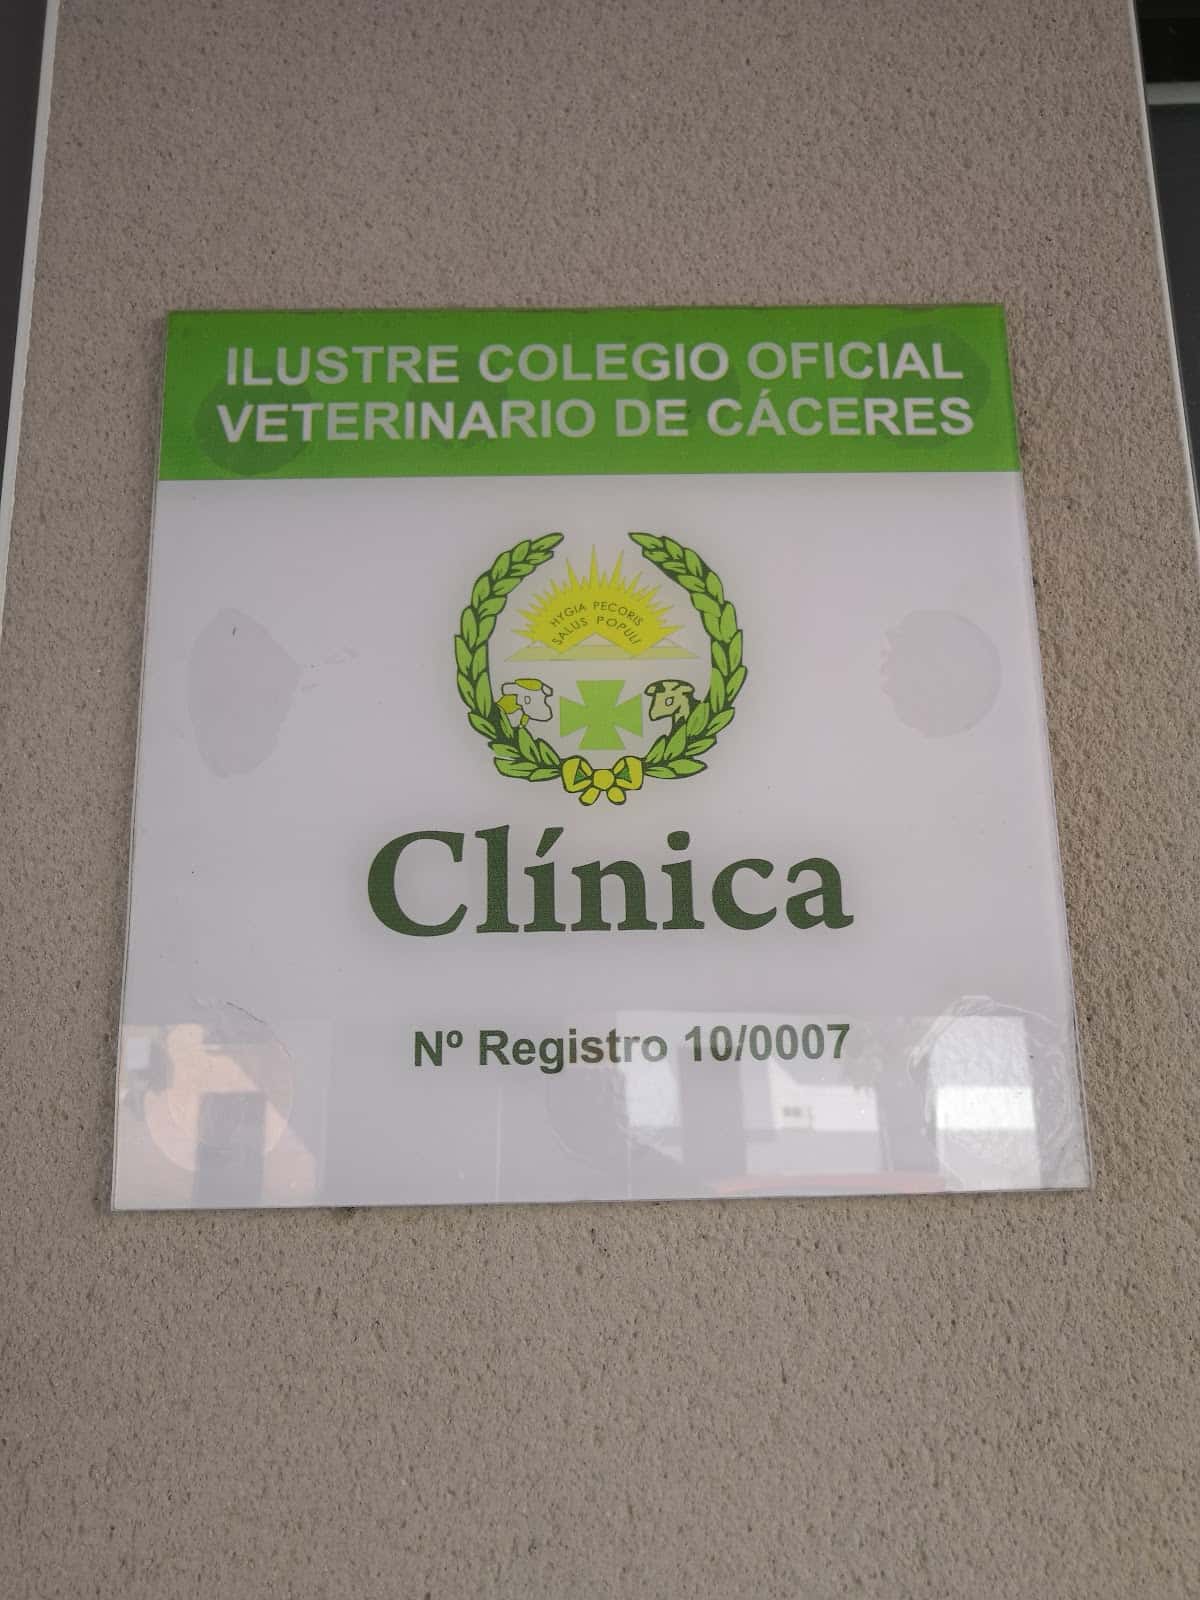 ILUSTRE COLEGIO OFICIAL
VETERINARIO DE CÁCERES
HYGIA PECORIS
SALUS POPULI
Clínica
Nº Registro 10/0007